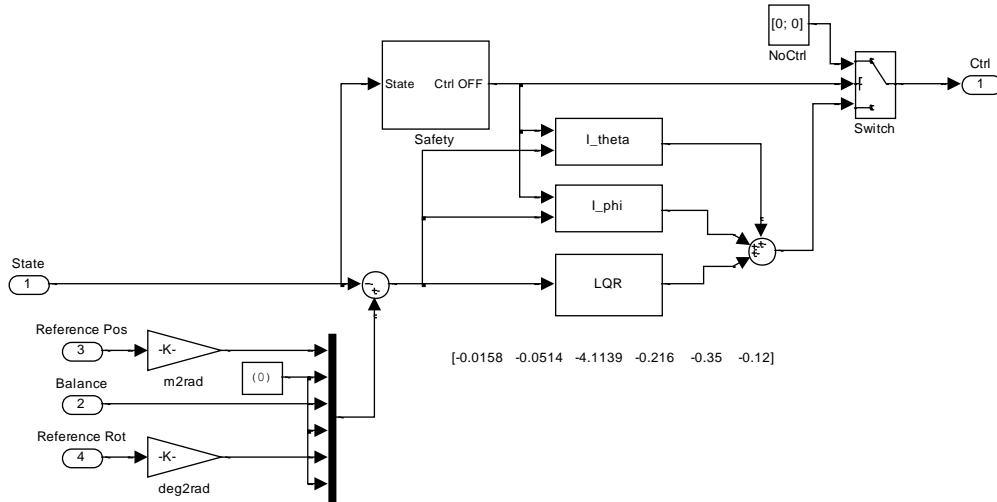 [0; 0]
NoCtrl
Ctrl
1
Switch
State
Ctrl OFF
Safety
I_theta
I_phi
LQR
State
1
Reference Pos
3
-K-
m2rad
(0)
Balance
2
Reference Rot
4
-K-
deg2rad
[-0.0158 -0.0514 -4.1139 -0.216 -0.35 -0.12]